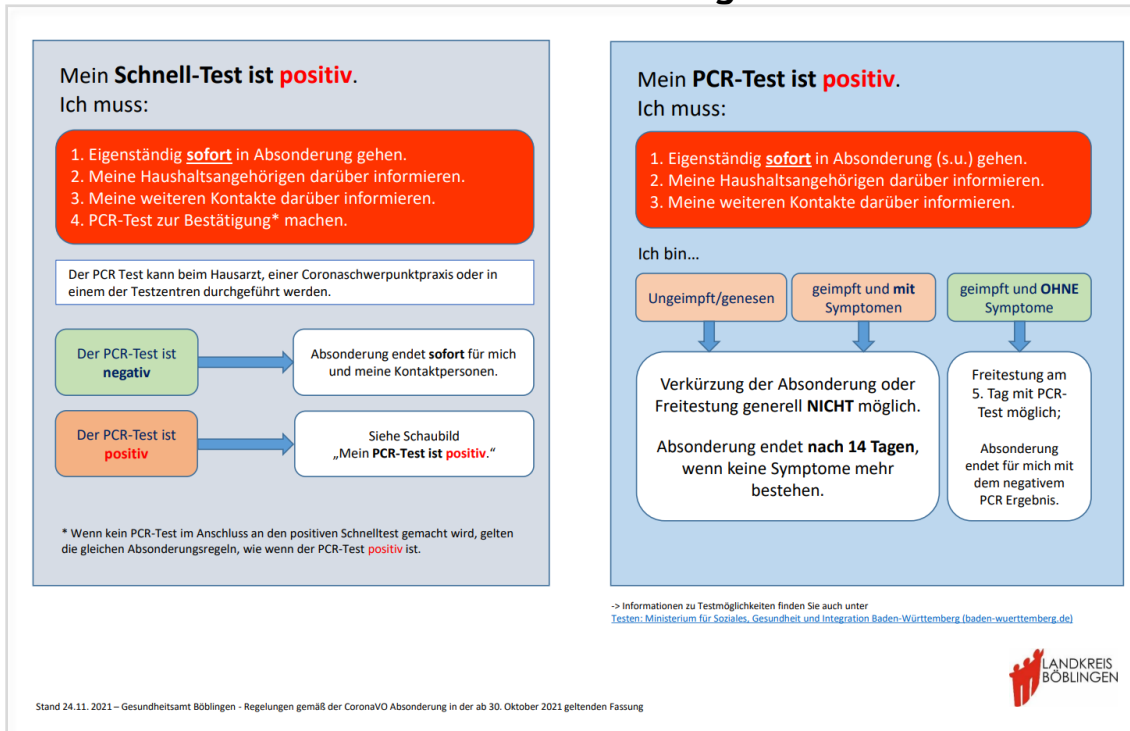 Mein Schnell-Test ist positiv.
Ich muss:
1. Eigenständig sofort in Absonderung gehen.
2. Meine Haushaltsangehörigen darüber informieren.
3. Meine weiteren Kontakte darüber informieren.
4. PCR-Test zur Bestätigung* machen.
Der PCR Test kann beim Hausarzt, einer Coronaschwerpunktpraxis oder in
einem der Testzentren durchgeführt werden.
Der PCR-Test ist
negativ
Absonderung endet sofort für mich
und meine Kontaktpersonen.
Der PCR-Test ist
positiv
Siehe Schaubild
„Mein PCR-Test ist positiv.“
* Wenn kein PCR-Test im Anschluss an den positiven Schnelltest gemacht wird, gelten
die gleichen Absonderungsregeln, wie wenn der PCR-Test positiv ist.
Mein PCR-Test ist positiv.
Ich muss:
1. Eigenständig sofort in Absonderung (s.u.) gehen.
2. Meine Haushaltsangehörigen darüber informieren.
3. Meine weiteren Kontakte darüber informieren.
Ich bin...
Ungeimpft/genesen
geimpft und mit
Symptomen
geimpft und OHNE
Symptome
Verkürzung der Absonderung oder
Freitestung generell NICHT möglich.
Absonderung endet nach 14 Tagen,
wenn keine Symptome mehr
bestehen.
Freitestung am
5. Tag mit PCR-
Test möglich;
Absonderung
endet für mich mit
dem negativem
PCR Ergebnis.
-> Informationen zu Testmöglichkeiten finden Sie auch unter
Testen: Ministerium für Soziales, Gesundheit und Integration Baden-Württemberg (baden-wuerttemberg.de)
LANDKREIS
BÖBLINGEN
Stand 24.11. 2021 – Gesundheitsamt Böblingen - Regelungen gemäß der CoronaVO Absonderung in der ab 30. Oktober 2021 geltenden Fassung